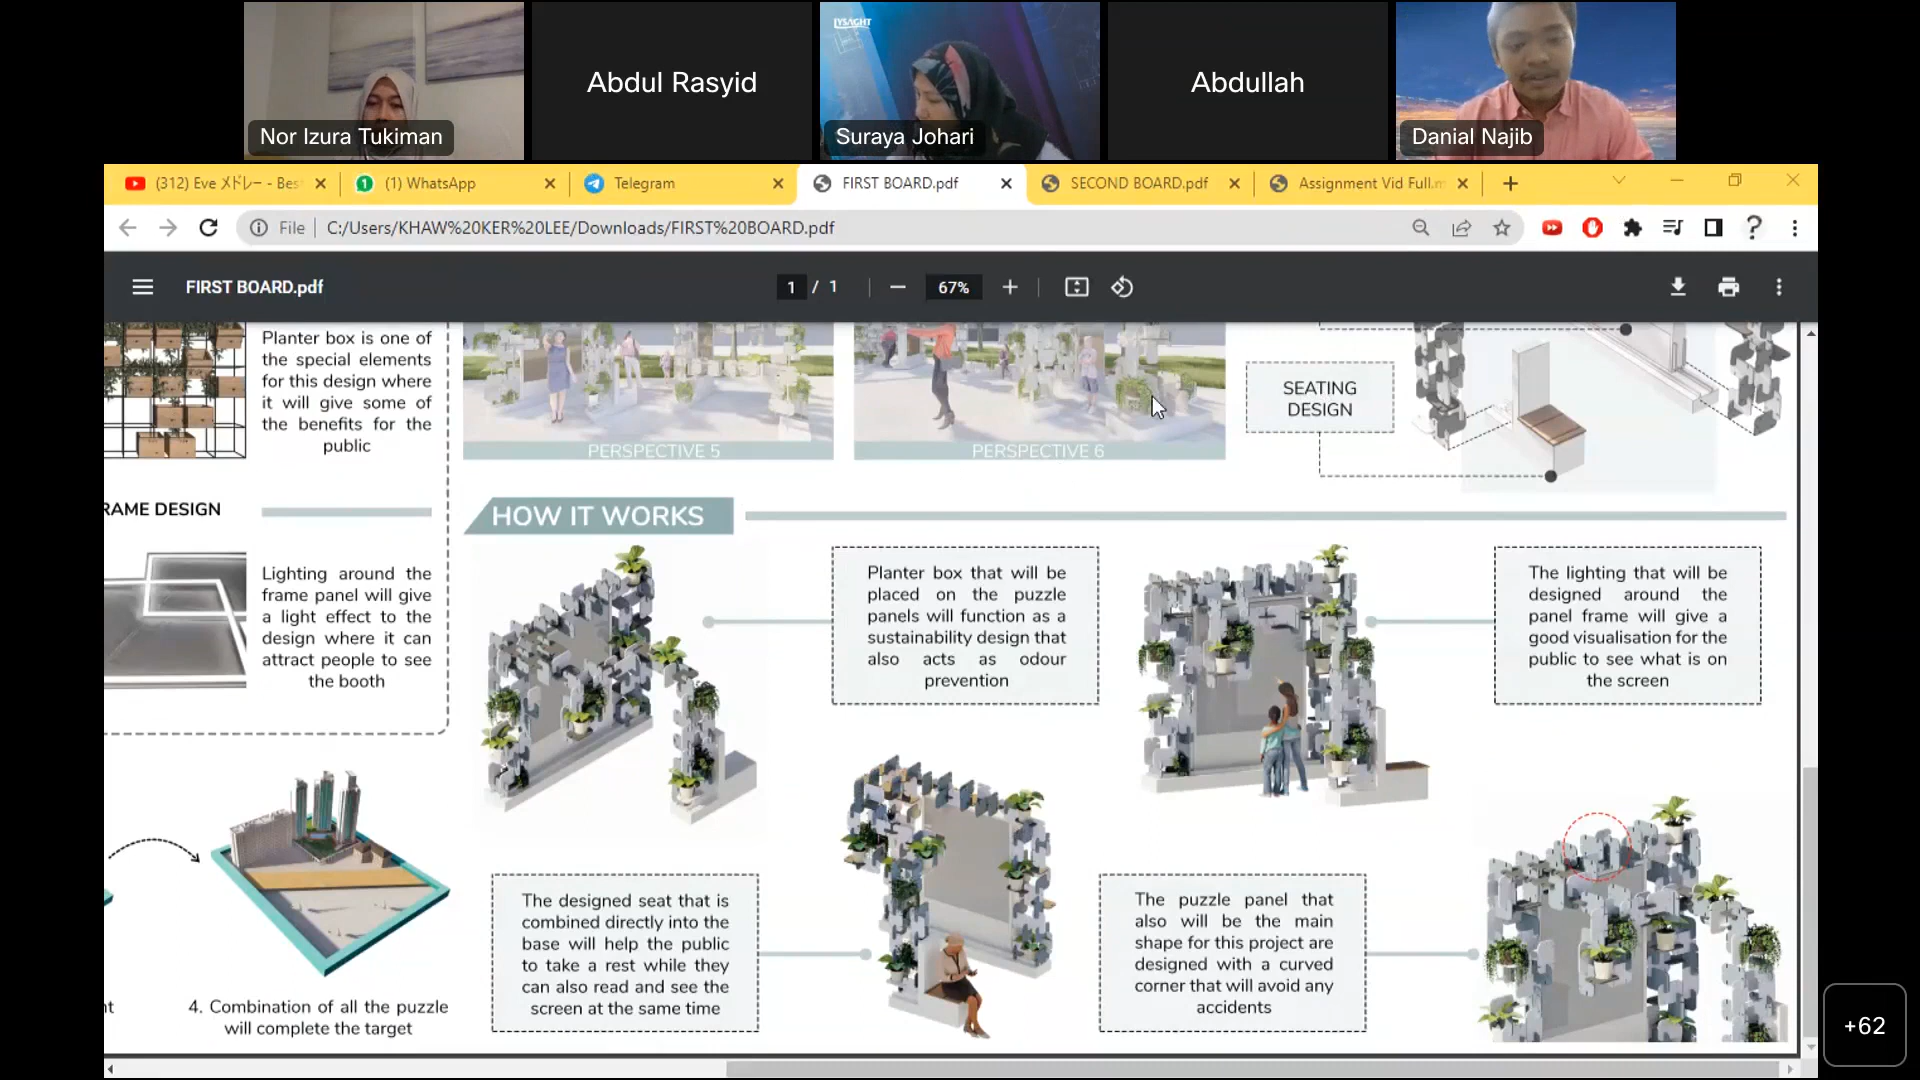 Nor Izura Tukiman
Abdul Rasyid
LYSAGHT
Suraya Johari
Abdullah
Danial Najib
(312) Eve メドレー - Bes
(1) WhatsApp
Telegram
FIRST BOARD.pdf
SECOND BOARD.pdf
Assignment Vid Full.m
File
C:/Users/KHAW%20KER%20LEE/Downloads/FIRST%20BOARD.pdf
FIRST BOARD.pdf
1 / 1
67%
Planter box is one of
the special elements
for this design where
it will give some of
the benefits for the
public
PERSPECTIVE 5
PERSPECTIVE 6
SEATING
DESIGN
RAME DESIGN
Lighting around the
frame panel will give
a light effect to the
design where it can
attract people to see
the booth
HOW IT WORKS
Planter box that will be
placed on the puzzle
panels will function as a
sustainability design that
also acts as odour
prevention
The lighting that will be
designed around the
panel frame will give a
good visualisation for the
public to see what is on
the screen
The designed seat that is
combined directly into the
base will help the public
to take a rest while they
can also read and see the
screen at the same time
The puzzle panel that
also will be the main
shape for this project are
designed with a curved
corner that will avoid any
accidents
nt
4. Combination of all the puzzle
will complete the target
+62